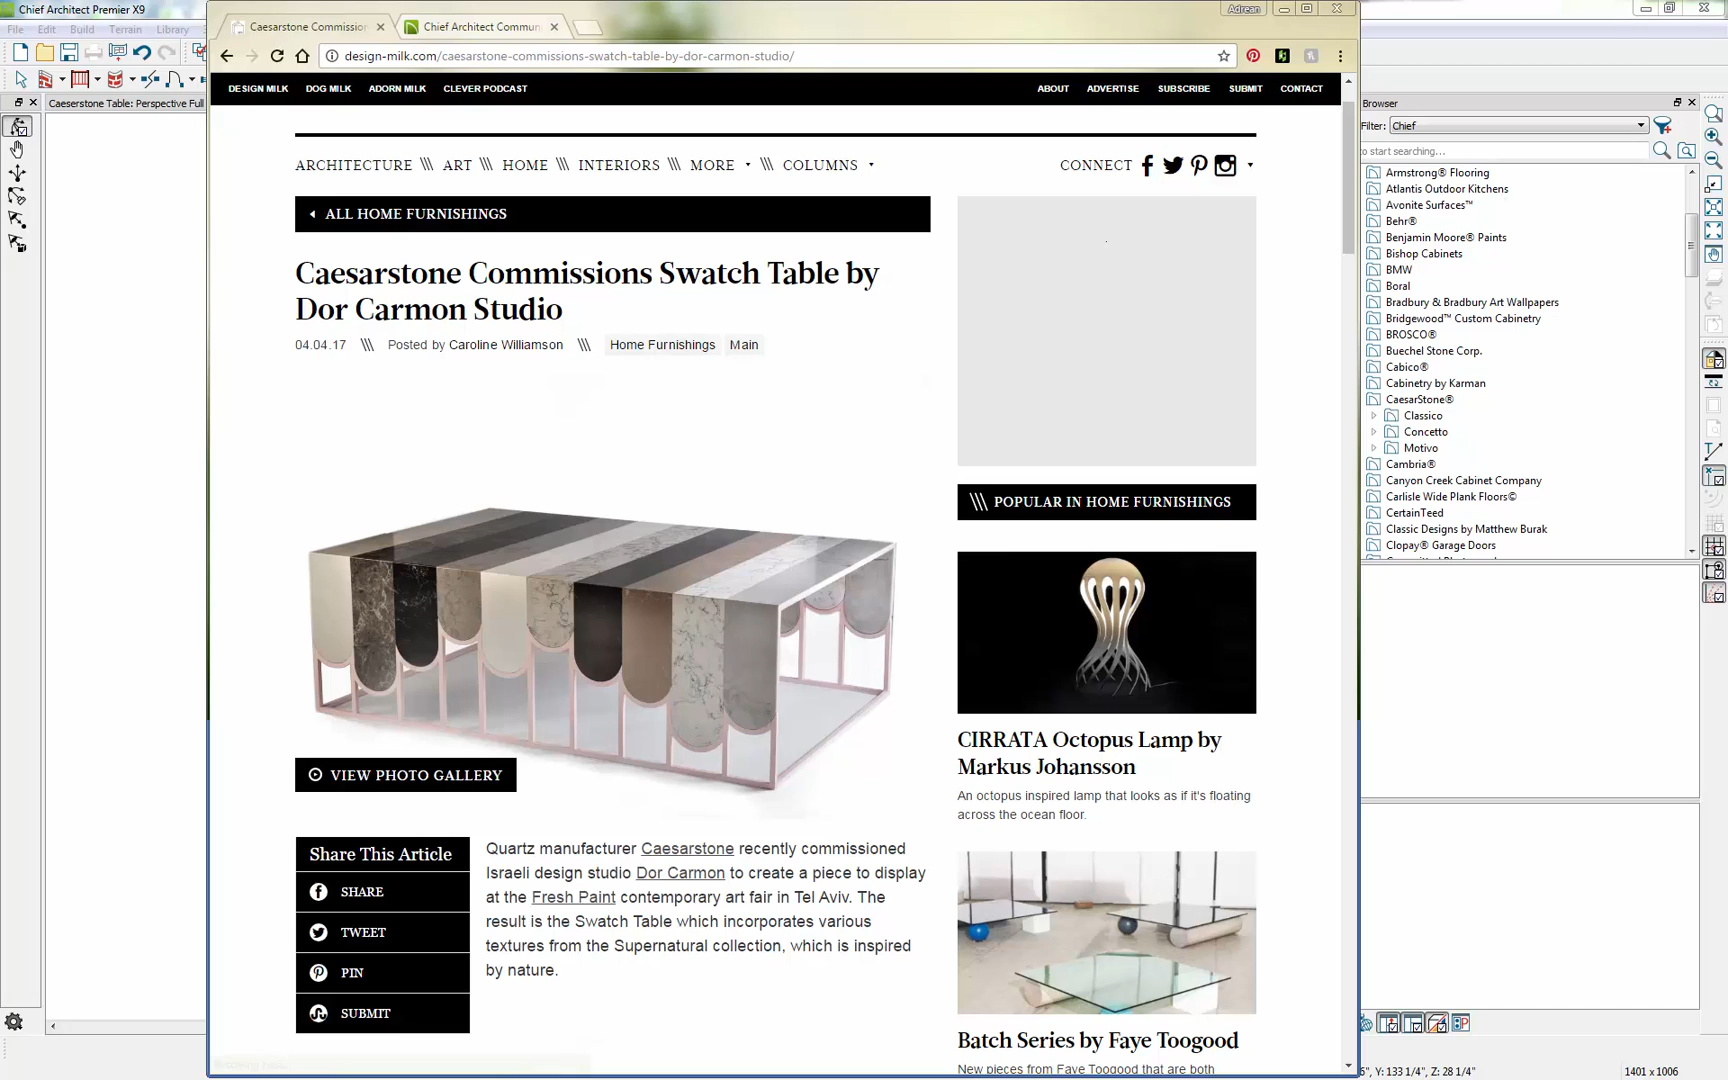 Chief Architect Premier X9
File Edit Build Terrain Library
Caeserstone Table: Perspective Full
Caesarstone Commission
Chief Architect Commun
Adrean
design-milk.com/caesarstone-commissions-swatch-table-by-dor-carmon-studio/
DESIGN MILK DOG MILK ADORN MILK CLEVER PODCAST
ABOUT ADVERTISE SUBSCRIBE SUBMIT CONTACT
ARCHITECTURE \\\ ART \\\ HOME \\\ INTERIORS \\\ MORE \\\ COLUMNS
CONNECT
ALL HOME FURNISHINGS
Caesarstone Commissions Swatch Table by
Dor Carmon Studio
04.04.17 \\\ Posted by Caroline Williamson \\\ Home Furnishings Main
VIEW PHOTO GALLERY
Share This Article
SHARE
TWEET
PIN
SUBMIT
Quartz manufacturer Caesarstone recently commissioned
Israeli design studio Dor Carmon to create a piece to display
at the Fresh Paint contemporary art fair in Tel Aviv. The
result is the Swatch Table which incorporates various
textures from the Supernatural collection, which is inspired
by nature.
\\\ POPULAR IN HOME FURNISHINGS
CIRRATA Octopus Lamp by
Markus Johansson
An octopus inspired lamp that looks as if it's floating
across the ocean floor.
Batch Series by Faye Toogood
New pieces from Faye Toogood that are both
Browser
Filter: Chief
to start searching...
Armstrong® Flooring
Atlantis Outdoor Kitchens
Avonite Surfaces™
Behr®
Benjamin Moore® Paints
Bishop Cabinets
BMW
Boral
Bradbury & Bradbury Art Wallpapers
Bridgewood™ Custom Cabinetry
BROSCO®
Buechel Stone Corp.
Cabico®
Cabinetry by Karman
CaesarStone®
Classico
Concetto
Motivo
Cambria®
Canyon Creek Cabinet Company
Carlisle Wide Plank Floors©
CertainTeed
Classic Designs by Matthew Burak
Clopay® Garage Doors
6", Y: 133 1/4", Z: 28 1/4"
1401 x 1006